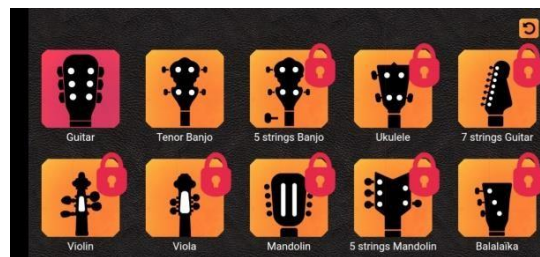 Guitar
Tenor Banjo
5 strings Banjo
Ukulele
7 strings Guitar
Violin
Viola
Mandolin
5 strings Mandolin
Balalaïka